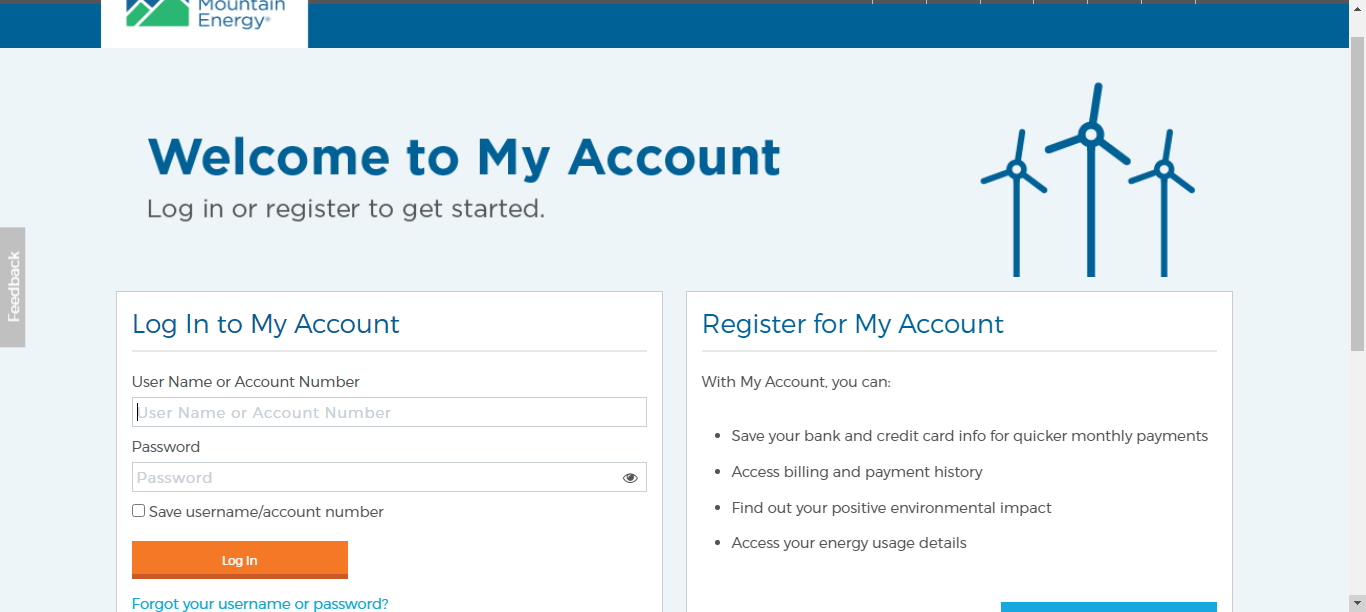 Mountain
Energy®
Welcome to My Account
Log in or register to get started.
Feedback
Log In to My Account
User Name or Account Number
User Name or Account Number
Password
Password
Save username/account number
Log In
Forgot your username or password?
Register for My Account
With My Account, you can:
• Save your bank and credit card info for quicker monthly payments
• Access billing and payment history
• Find out your positive environmental impact
• Access your energy usage details